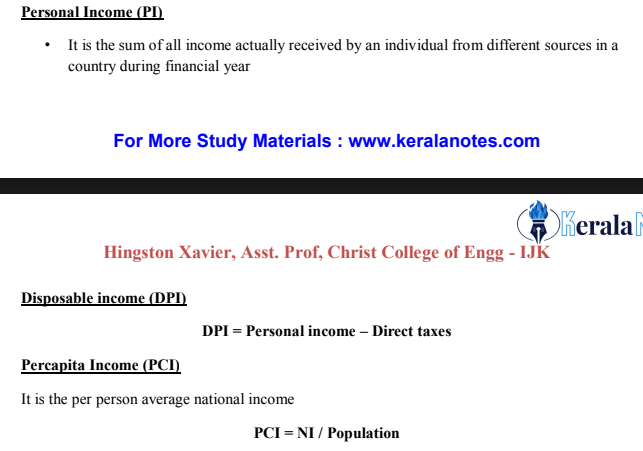 Personal Income (PI)
• It is the sum of all income actually received by an individual from different sources in a
country during financial year
For More Study Materials : www.keralanotes.com
Kerala N
Hingston Xavier, Asst. Prof, Christ College of Engg - IJK
Disposable income (DPI)
DPI = Personal income – Direct taxes
Percapita Income (PCI)
It is the per person average national income
PCI = NI / Population